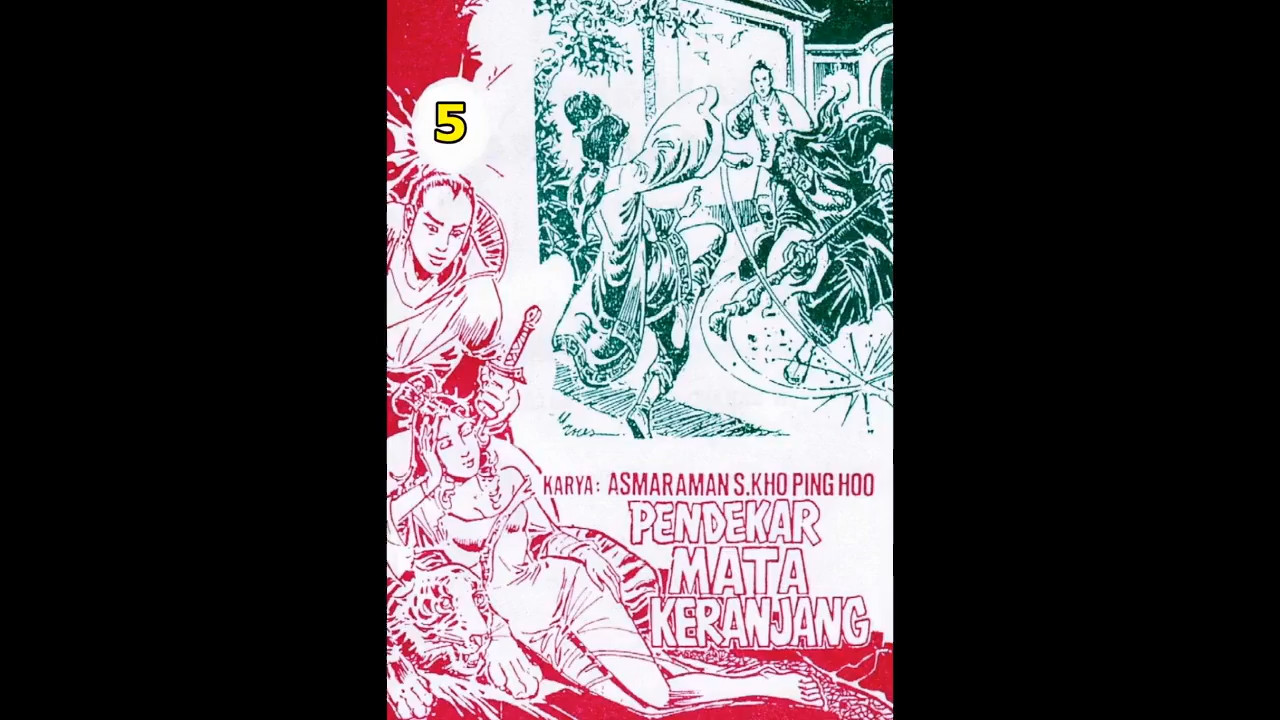 5
KARYA: ASMARAMAN S.KHO PING HOO
PENDEKAR
MATA
KERANJANG